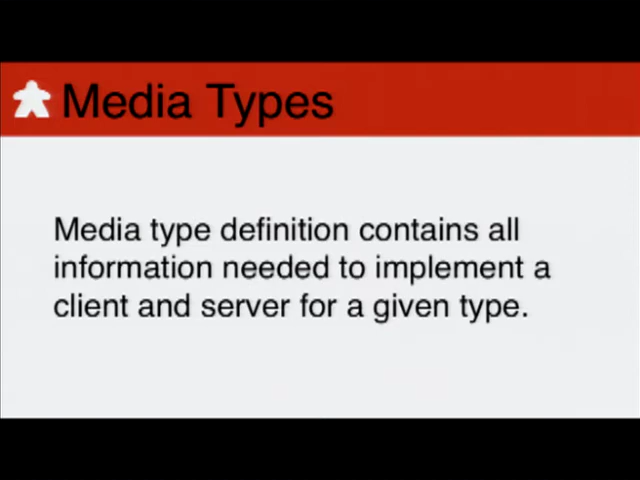 Media Types
Media type definition contains all
information needed to implement a
client and server for a given type.